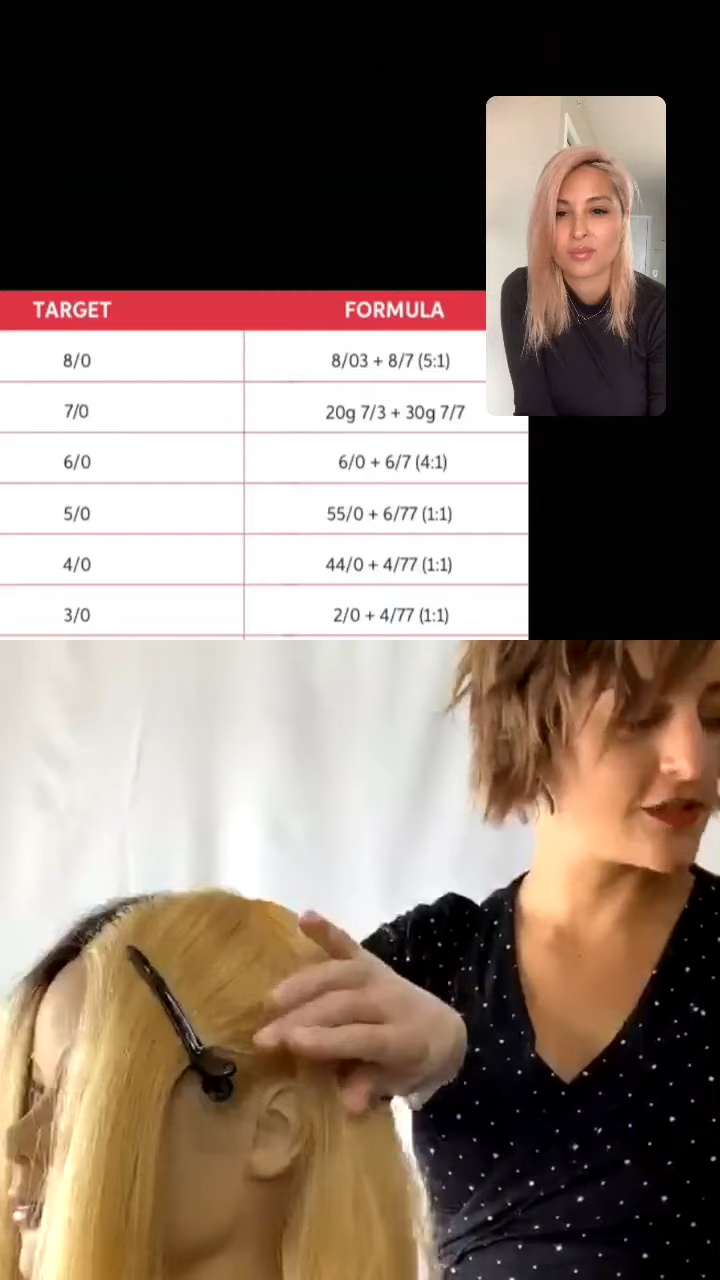 TARGET FORMULA
8/0 8/03 + 8/7 (5:1)
7/0 20g 7/3 + 30g 7/7
6/0 6/0 + 6/7 (4:1)
5/0 55/0 + 6/77 (1:1)
4/0 44/0 + 4/77 (1:1)
3/0 2/0 + 4/77 (1:1)